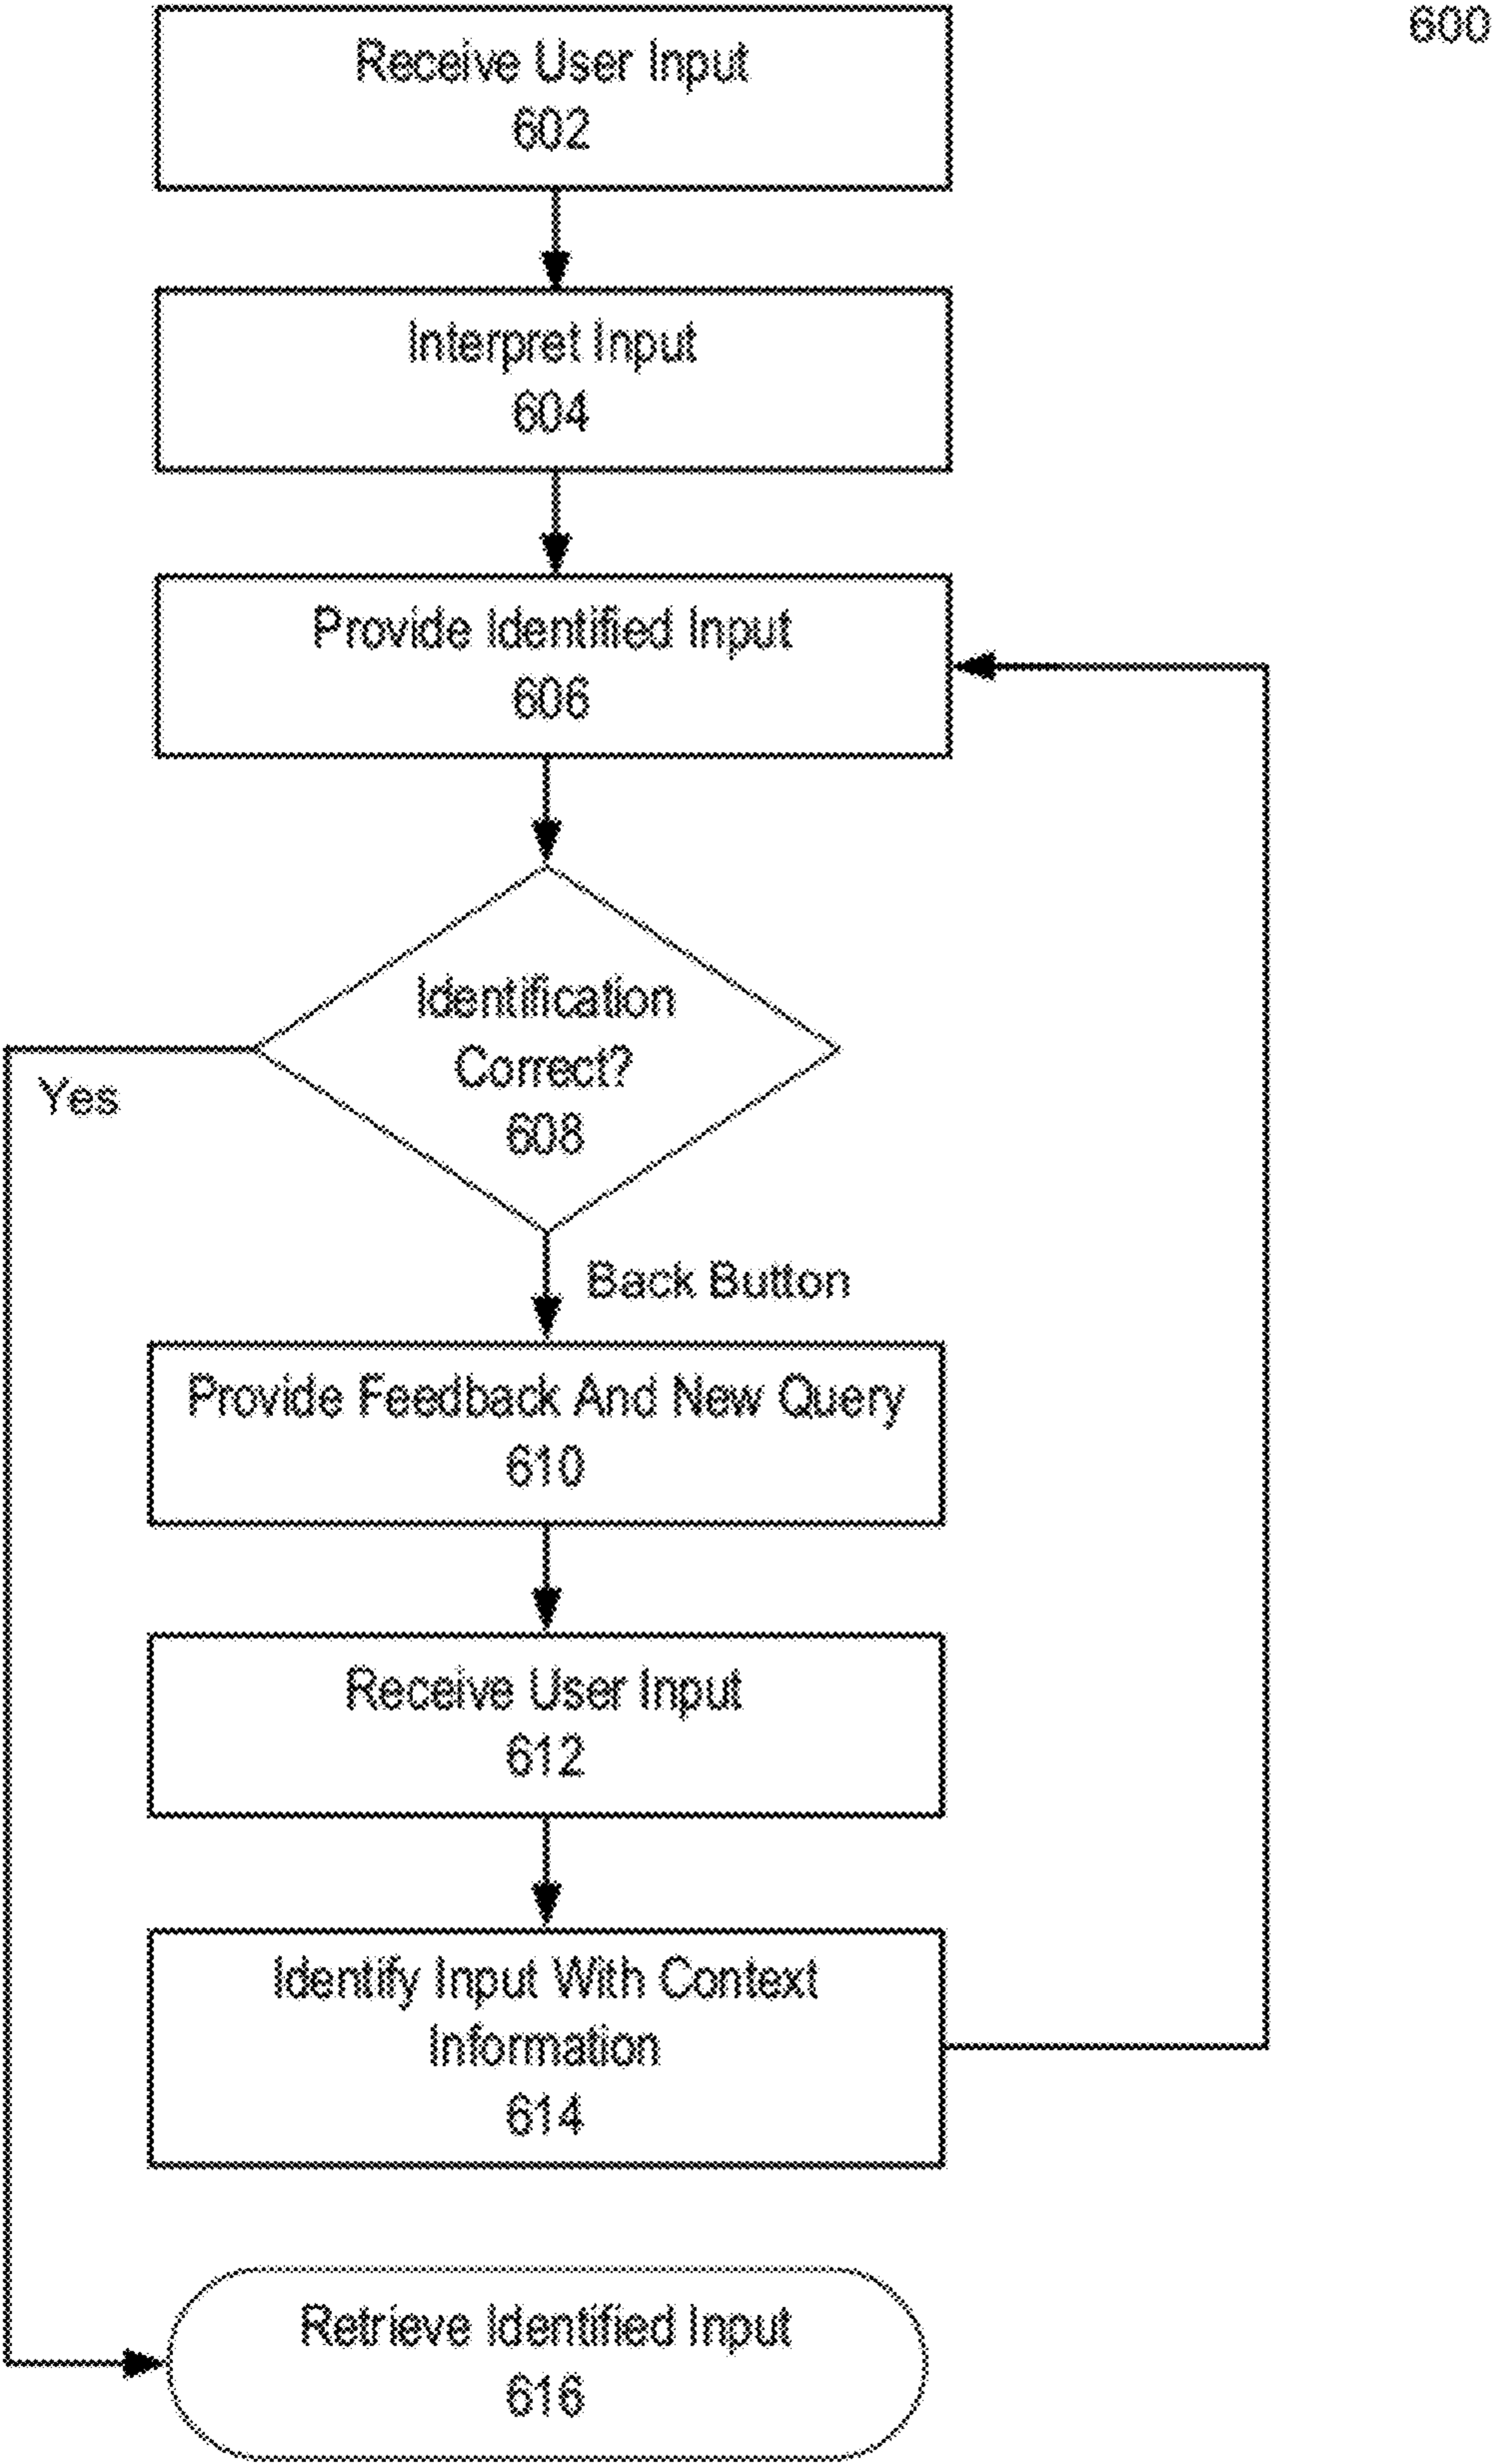 600
Receive User Input
602
Interpret Input
604
Provide Identified Input
606
Identification
Correct?
608
Yes
Back Button
Provide Feedback And New Query
610
Receive User Input
612
Identify Input With Context
Information
614
Retrieve Identified Input
616